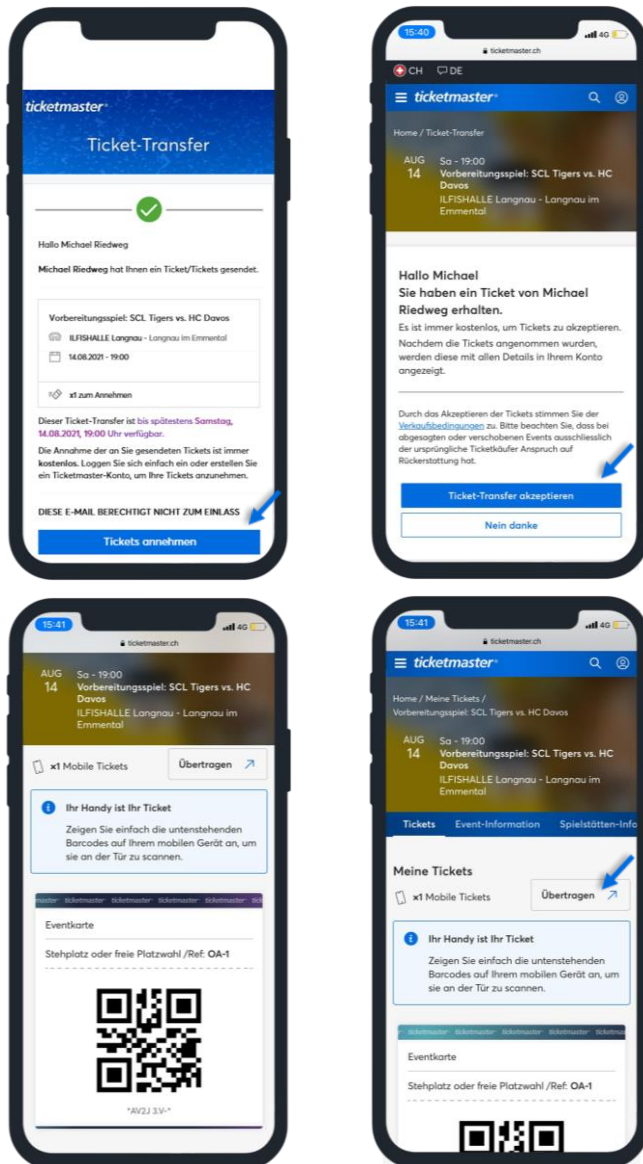 ticketmaster®
Ticket-Transfer
Hallo Michael Riedweg
Michael Riedweg hat Ihnen ein Ticket/Tickets gesendet.
Vorbereitungsspiel: SCL Tigers vs. HC Davos
ILFISHALLE Langnau - Langnau im Emmental
14.08.2021 - 19:00
x1 zum Annehmen
Dieser Ticket-Transfer ist bis spätestens Samstag,
14.08.2021, 19:00 Uhr verfügbar.
Die Annahme der an Sie gesendeten Tickets ist immer
kostenlos. Loggen Sie sich einfach ein oder erstellen Sie
ein Ticketmaster-Konto, um Ihre Tickets anzunehmen.
DIESE E-MAIL BERECHTIGT NICHT ZUM EINLASS
Tickets annehmen
15:40
4G
ticketmaster.ch
CH DE
ticketmaster®
Home / Ticket-Transfer
AUG
14
Sa - 19:00
Vorbereitungsspiel: SCL Tigers vs. HC
Davos
ILFISHALLE Langnau - Langnau im
Emmental
Hallo Michael
Sie haben ein Ticket von Michael
Riedweg erhalten.
Es ist immer kostenlos, um Tickets zu akzeptieren.
Nachdem die Tickets angenommen wurden,
werden diese mit allen Details in Ihrem Konto
angezeigt.
Durch das Akzeptieren der Tickets stimmen Sie der
Verkaufsbedingungen zu. Bitte beachten Sie, dass bei
abgesagten oder verschobenen Events ausschliesslich
der ursprüngliche Ticketkäufer Anspruch auf
Rückerstattung hat.
Ticket-Transfer akzeptieren
Nein danke
15:41
4G
ticketmaster.ch
AUG
14
Sa - 19:00
Vorbereitungsspiel: SCL Tigers vs. HC
Davos
ILFISHALLE Langnau - Langnau im
Emmental
x1 Mobile Tickets
Übertragen
Ihr Handy ist Ihr Ticket
Zeigen Sie einfach die untenstehenden
Barcodes auf Ihrem mobilen Gerät an, um
sie an der Tür zu scannen.
ticketmaster ticketmaster ticketmaster ticketmaster
Eventkarte
Stehplatz oder freie Platzwahl /Ref: OA-1
*AV2J 3.V-*
15:41
4G
ticketmaster.ch
ticketmaster®
Home / Meine Tickets /
Vorbereitungsspiel: SCL Tigers vs. HC Davos
AUG
14
Sa - 19:00
Vorbereitungsspiel: SCL Tigers vs. HC
Davos
ILFISHALLE Langnau - Langnau im
Emmental
Tickets Event-Information Spielstätten-Info
Meine Tickets
x1 Mobile Tickets
Übertragen
Ihr Handy ist Ihr Ticket
Zeigen Sie einfach die untenstehenden
Barcodes auf Ihrem mobilen Gerät an, um
sie an der Tür zu scannen.
ticketmaster ticketmaster ticketmaster ticketmaster
Eventkarte
Stehplatz oder freie Platzwahl /Ref: OA-1